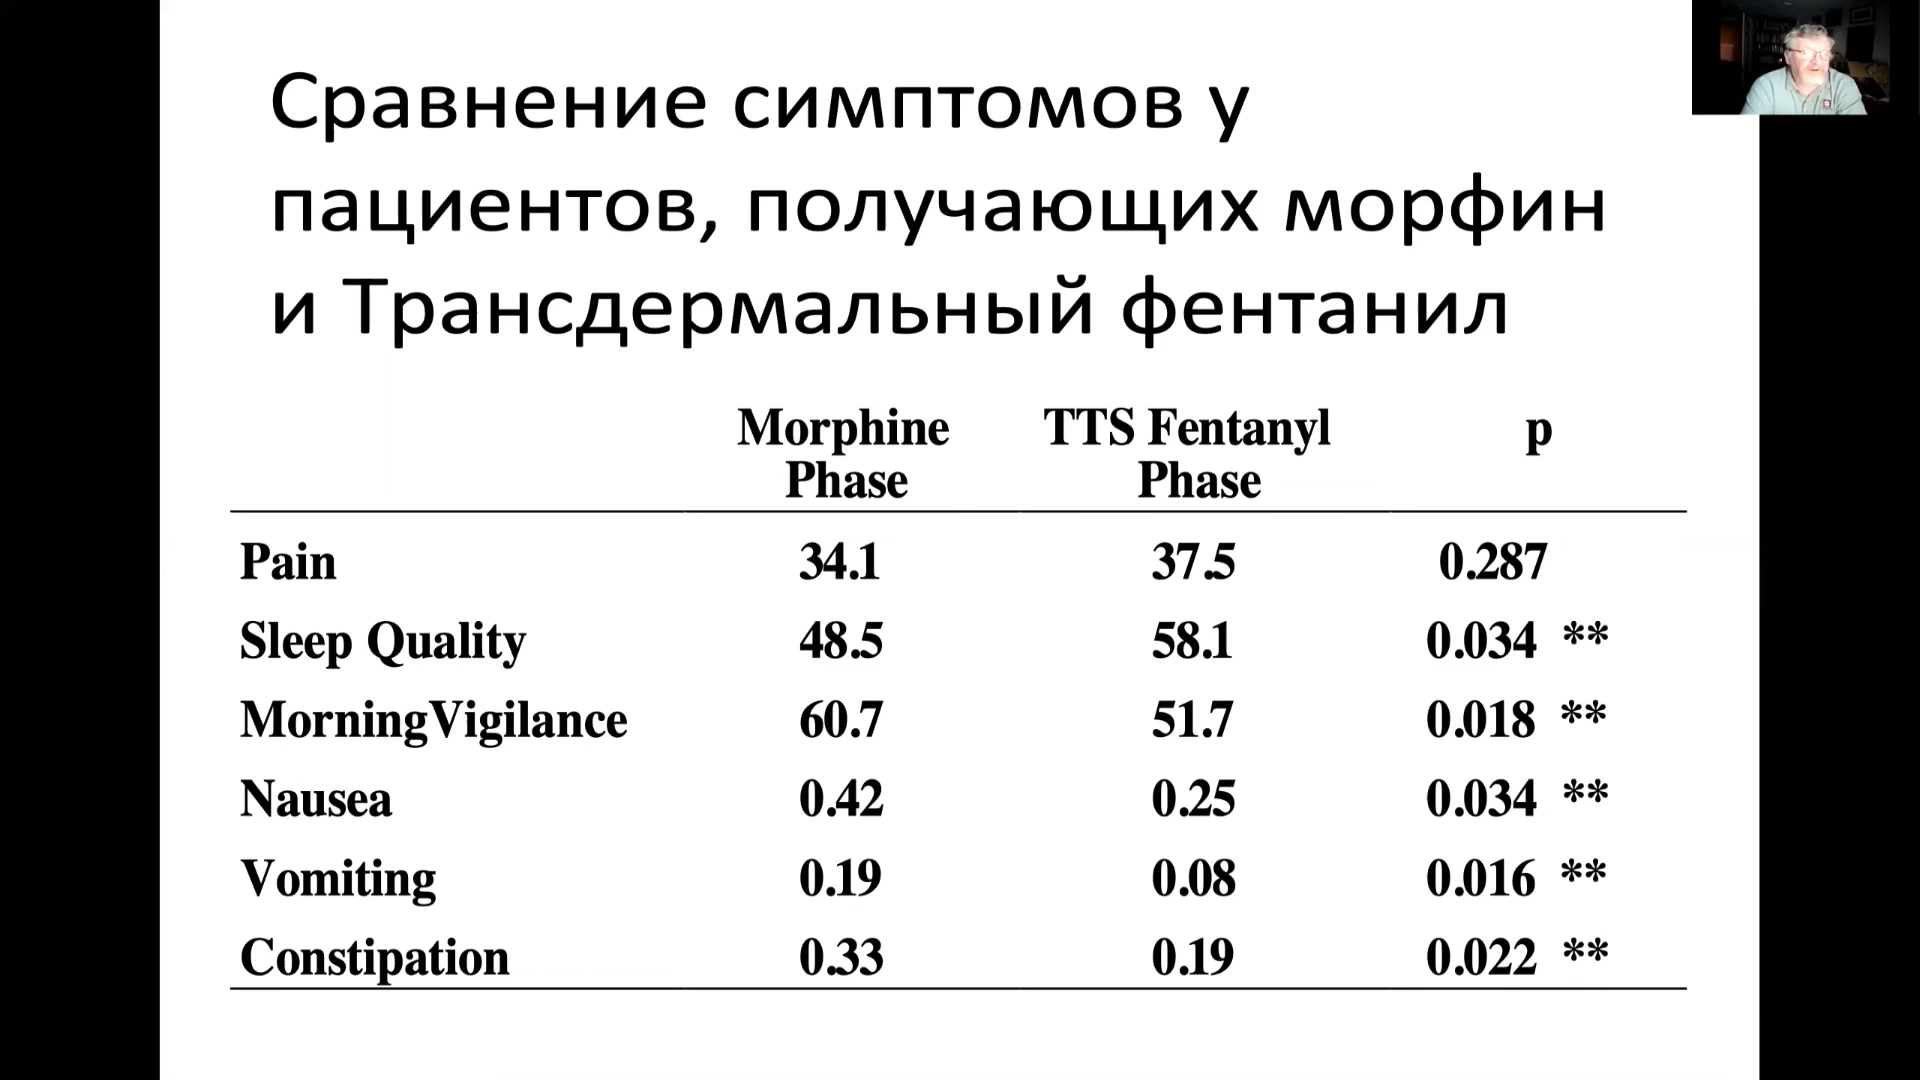 Сравнение симптомов у
пациентов, получающих морфин
и Трансдермальный фентанил
Morphine Phase TTS Fentanyl Phase p
Pain 34.1 37.5 0.287
Sleep Quality 48.5 58.1 0.034 **
MorningVigilance 60.7 51.7 0.018 **
Nausea 0.42 0.25 0.034 **
Vomiting 0.19 0.08 0.016 **
Constipation 0.33 0.19 0.022 **